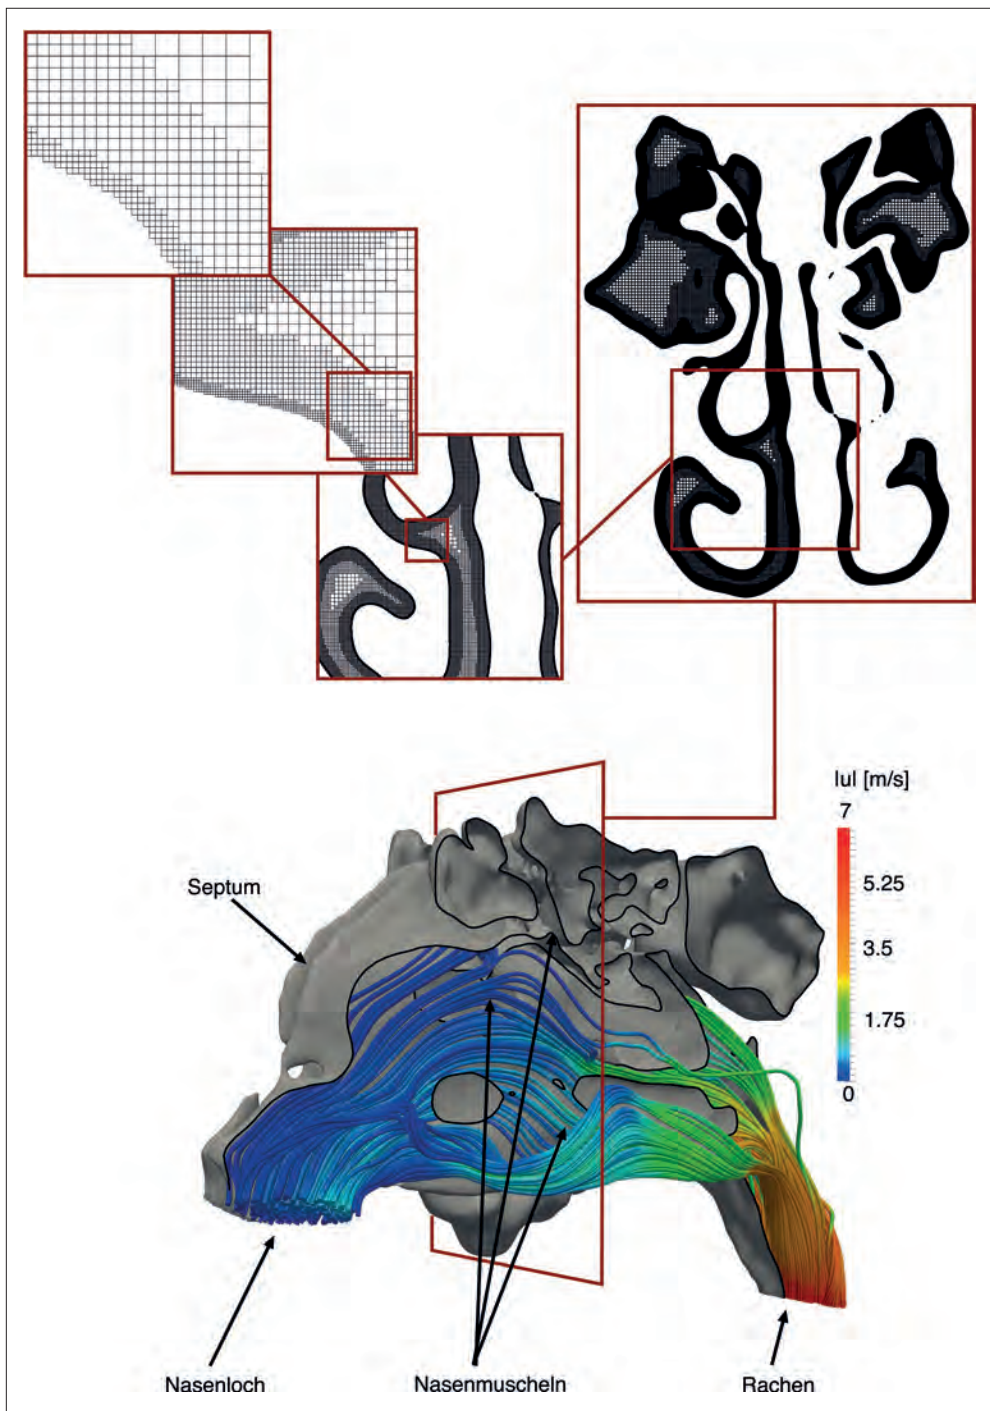 |u| [m/s]
7
5.25
3.5
1.75
0
Septum
Nasenloch
Nasenmuscheln
Rachen